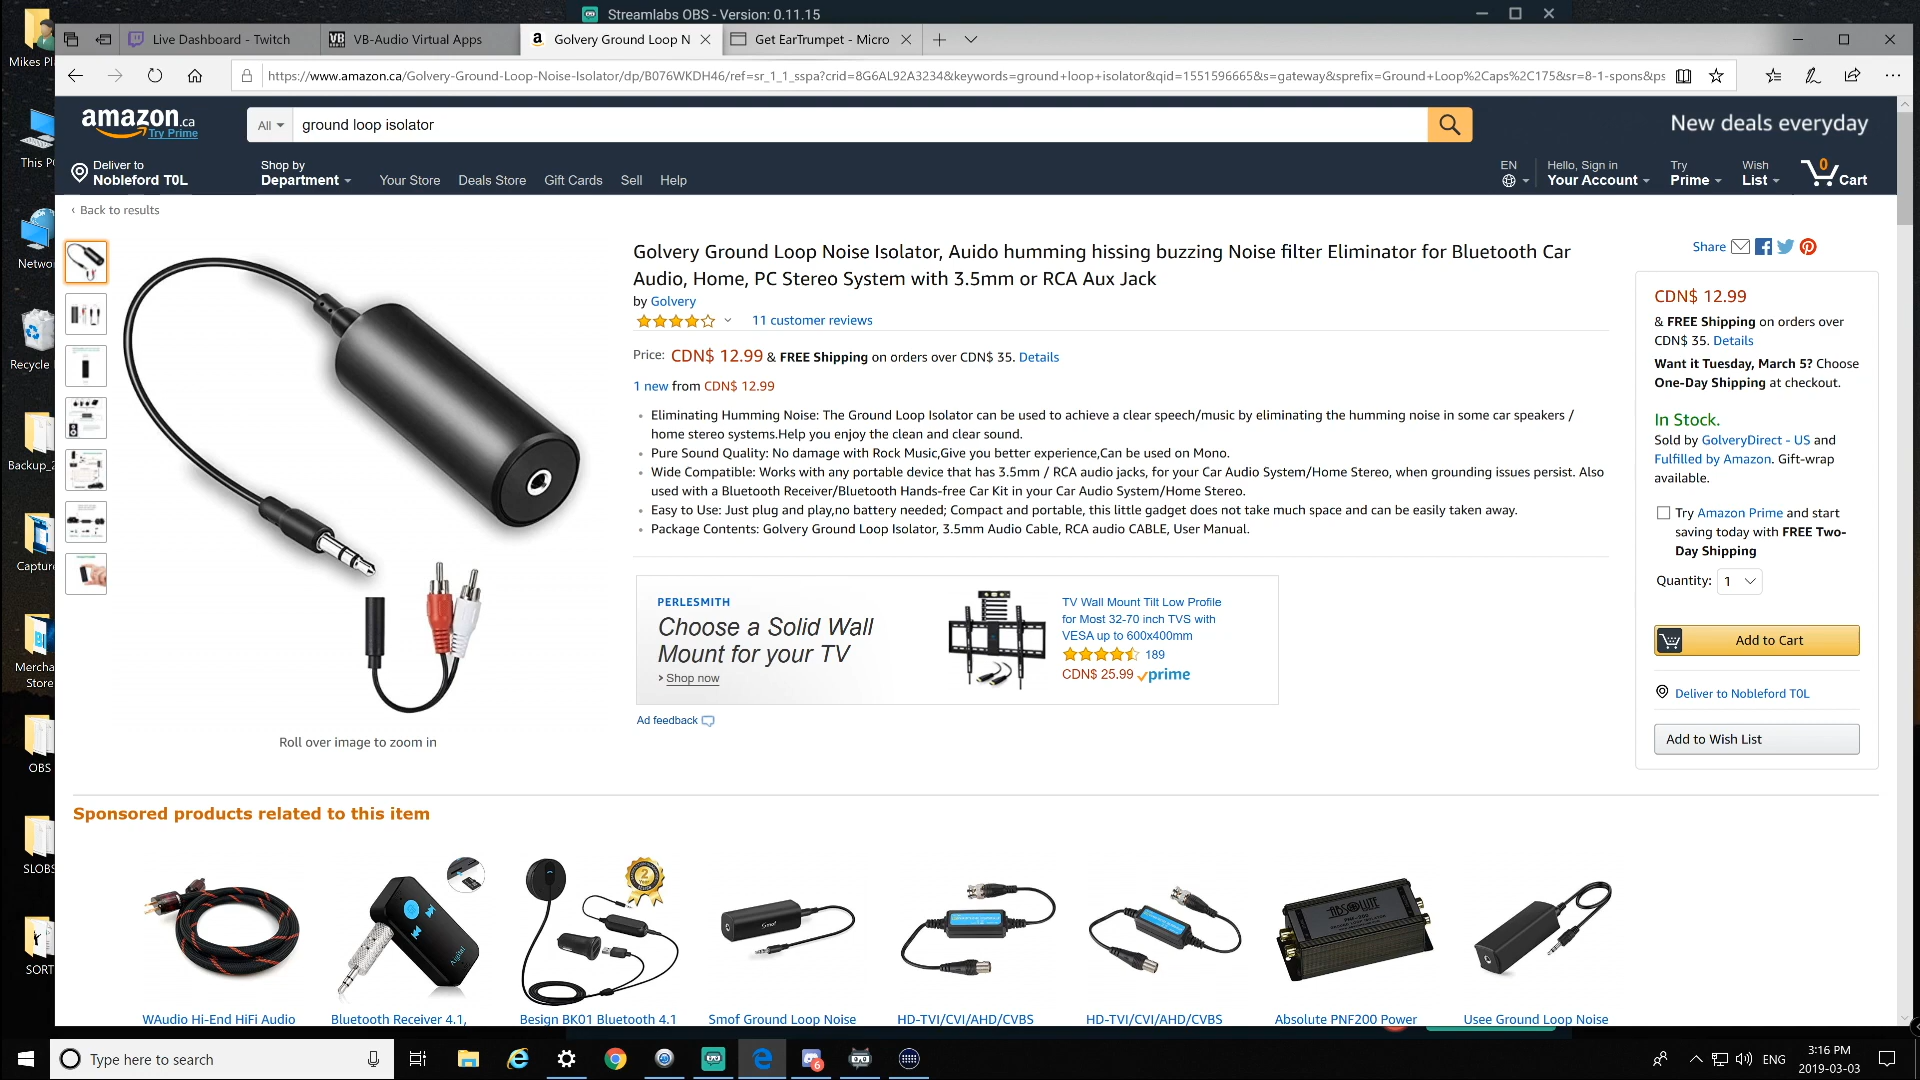 Streamlabs OBS - Version: 0.11.15
Mikes Pl
Live Dashboard - Twitch
VB-Audio Virtual Apps
a
Golvery Ground Loop N
Get EarTrumpet - Micro
https://www.amazon.ca/Golvery-Ground-Loop-Noise-Isolator/dp/B076WKDH46/ref=sr_1_1_sspa?crid=8G6AL92A3234&keywords=ground+loop+isolator&qid=1551596665&s=gateway&sprefix=Ground+Loop%2Caps%2C175&sr=8-1-spons&ps
amazon.ca
Try Prime
All
ground loop isolator
New deals everyday
Deliver to
Nobleford T0L
Shop by
Department
Your Store
Deals Store
Gift Cards
Sell
Help
EN
Hello, Sign in
Your Account
Try
Prime
Wish
List
0
Cart
‹ Back to results
This PC
Netwo
Recycle
Backup_2
Capture
Mercha
Store
OBS
SLOBS
SORT
Golvery Ground Loop Noise Isolator, Auido humming hissing buzzing Noise filter Eliminator for Bluetooth Car
Audio, Home, PC Stereo System with 3.5mm or RCA Aux Jack
by Golvery
11 customer reviews
Price: CDN$ 12.99 & FREE Shipping on orders over CDN$ 35. Details
1 new from CDN$ 12.99
• Eliminating Humming Noise: The Ground Loop Isolator can be used to achieve a clear speech/music by eliminating the humming noise in some car speakers /
home stereo systems.Help you enjoy the clean and clear sound.
• Pure Sound Quality: No damage with Rock Music,Give you better experience,Can be used on Mono.
• Wide Compatible: Works with any portable device that has 3.5mm / RCA audio jacks, for your Car Audio System/Home Stereo, when grounding issues persist. Also
used with a Bluetooth Receiver/Bluetooth Hands-free Car Kit in your Car Audio System/Home Stereo.
• Easy to Use: Just plug and play,no battery needed; Compact and portable, this little gadget does not take much space and can be easily taken away.
• Package Contents: Golvery Ground Loop Isolator, 3.5mm Audio Cable, RCA audio CABLE, User Manual.
PERLESMITH
Choose a Solid Wall
Mount for your TV
› Shop now
TV Wall Mount Tilt Low Profile
for Most 32-70 inch TVS with
VESA up to 600x400mm
189
CDN$ 25.99 prime
Ad feedback
Roll over image to zoom in
Share
CDN$ 12.99
& FREE Shipping on orders over
CDN$ 35. Details
Want it Tuesday, March 5? Choose
One-Day Shipping at checkout.
In Stock.
Sold by GolveryDirect - US and
Fulfilled by Amazon. Gift-wrap
available.
Try Amazon Prime and start
saving today with FREE Two-
Day Shipping
Quantity: 1
Add to Cart
Deliver to Nobleford T0L
Add to Wish List
Sponsored products related to this item
2
Smof
ABSOLUTE
PNF-200
WAudio Hi-End HiFi Audio
Bluetooth Receiver 4.1,
Besign BK01 Bluetooth 4.1
Smof Ground Loop Noise
HD-TVI/CVI/AHD/CVBS
HD-TVI/CVI/AHD/CVBS
Absolute PNF200 Power
Usee Ground Loop Noise
Type here to search
6
ENG
3:16 PM
2019-03-03